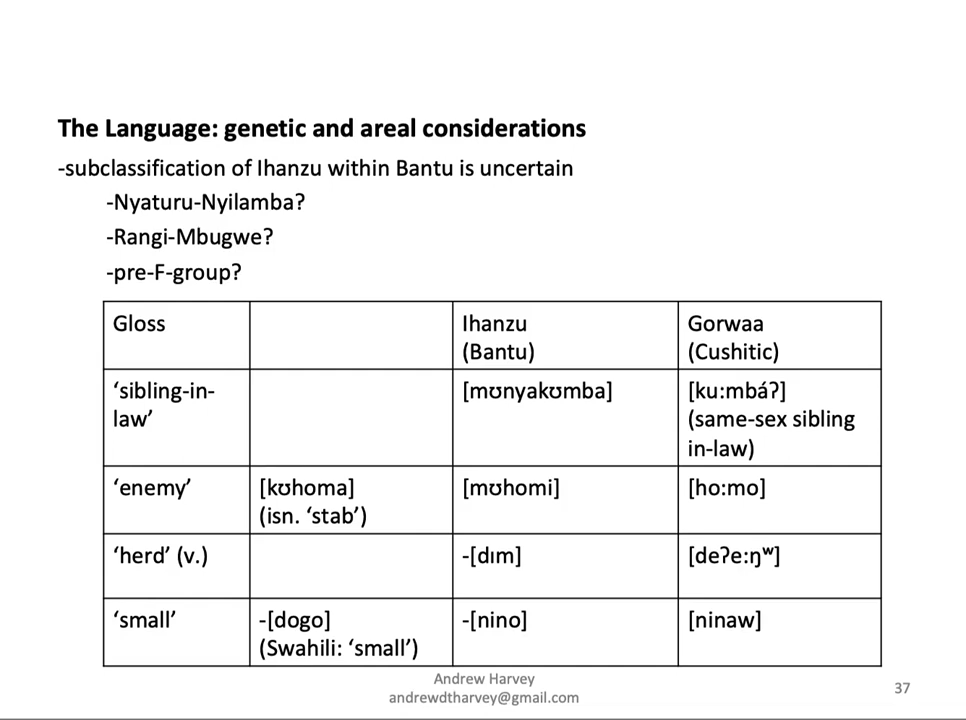 The Language: genetic and areal considerations
-subclassification of Ihanzu within Bantu is uncertain
-Nyaturu-Nyilamba?
-Rangi-Mbugwe?
-pre-F-group?
Gloss
Ihanzu
(Bantu)
Gorwaa
(Cushitic)
‘sibling-in-
law’
[mʊnyakʊmba]
[ku:mbáʔ]
(same-sex sibling
in-law)
‘enemy’
[kʊhoma]
(isn. ‘stab’)
[mʊhomi]
[ho:mo]
‘herd’ (v.)
-[dɪm]
[deʔe:ŋʷ]
‘small’
-[dogo]
(Swahili: ‘small’)
-[nino]
[ninaw]
Andrew Harvey
andrewdtharvey@gmail.com
37